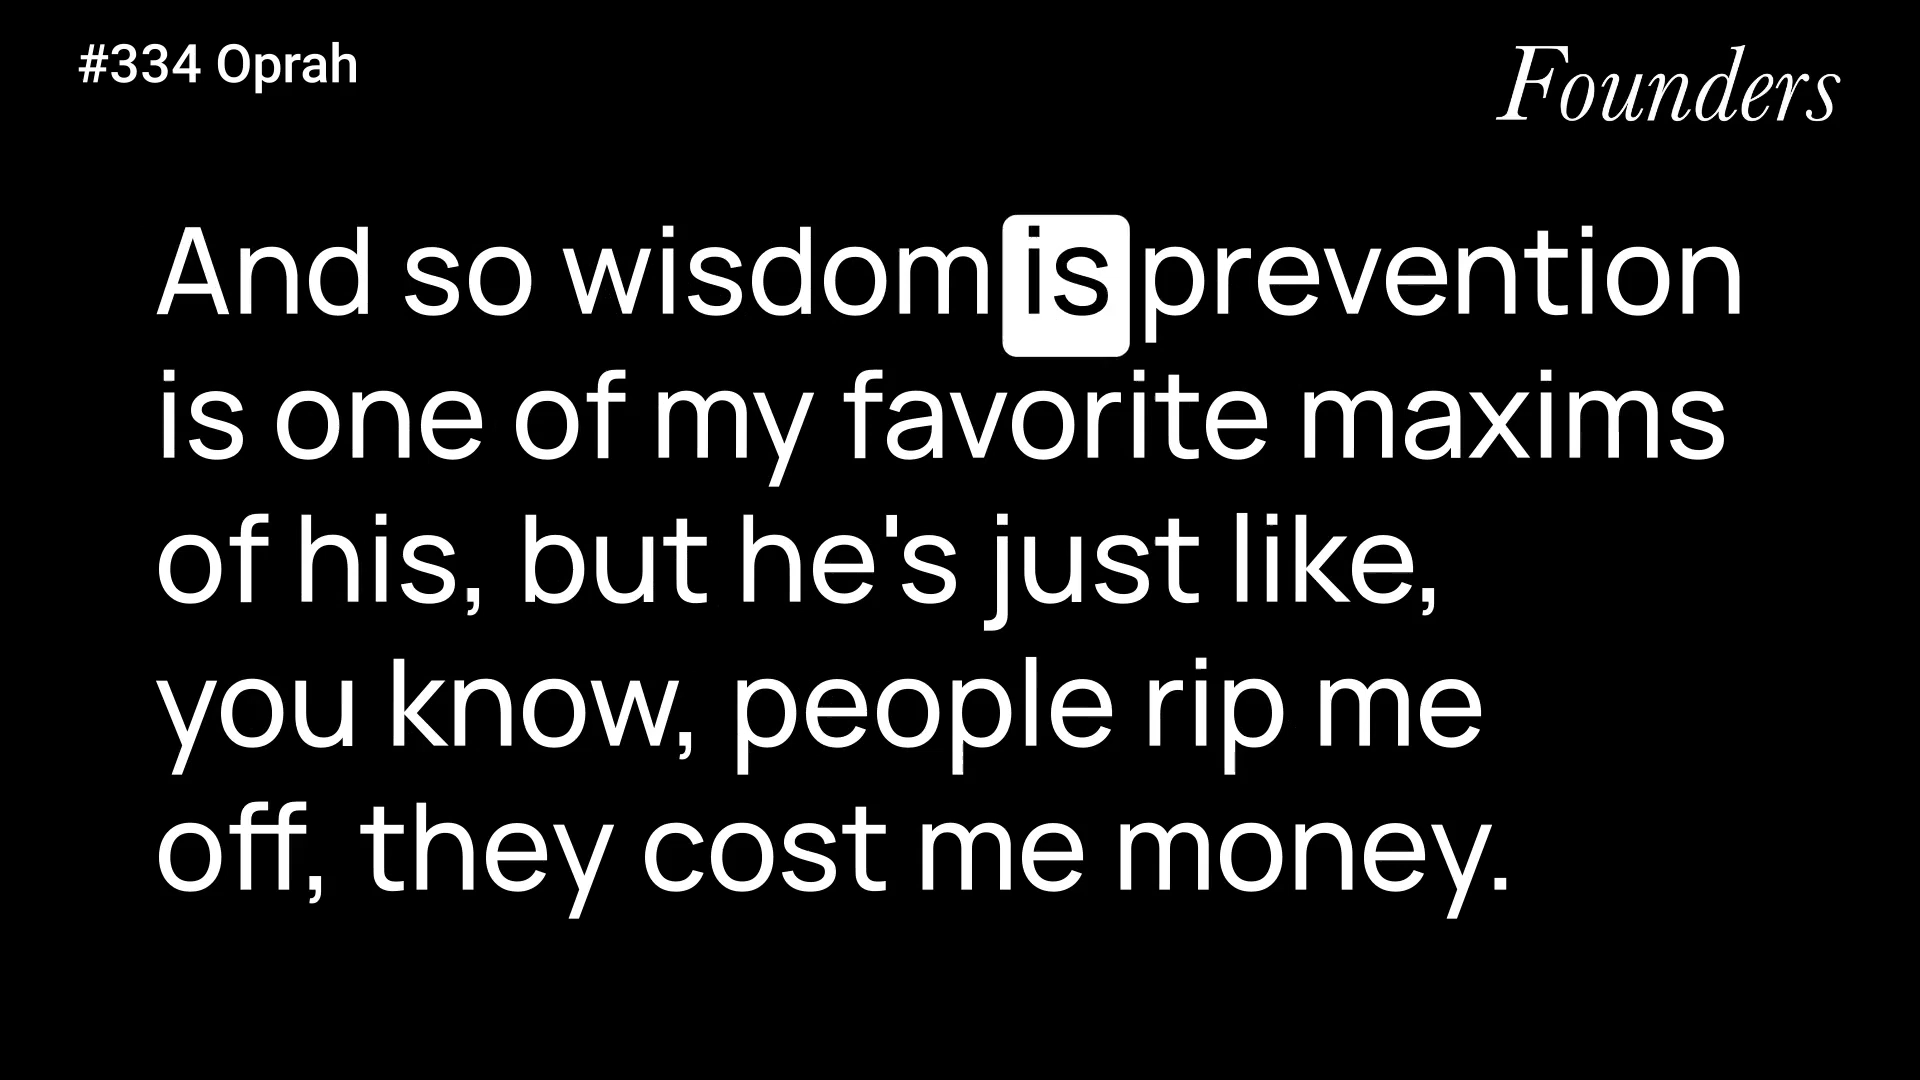 #334 Oprah
Founders
And so wisdom is prevention
is one of my favorite maxims
of his, but he's just like,
you know, people rip me
off, they cost me money.